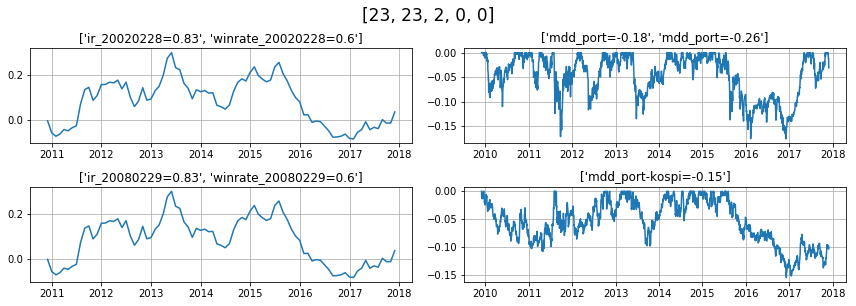 [23, 23, 2, 0, 0]
['ir_20020228=0.83', 'winrate_20020228=0.6']
0.2
0.0
2011 2012 2013 2014 2015 2016 2017 2018
['mdd_port=-0.18', 'mdd_port=-0.26']
0.00
−0.05
−0.10
−0.15
2010 2011 2012 2013 2014 2015 2016 2017 2018
['ir_20080229=0.83', 'winrate_20080229=0.6']
0.2
0.0
2011 2012 2013 2014 2015 2016 2017 2018
['mdd_port-kospi=-0.15']
0.00
−0.05
−0.10
−0.15
2010 2011 2012 2013 2014 2015 2016 2017 2018